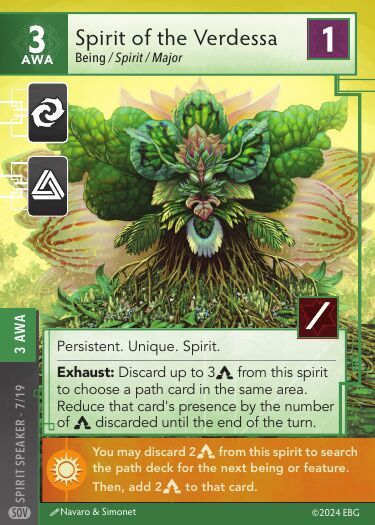 3
AWA
Spirit of the Verdessa
Being / Spirit / Major
1
3 AWA
SPIRIT SPEAKER - 7/19
SOV
Persistent. Unique. Spirit.
Exhaust: Discard up to 3 from this spirit
to choose a path card in the same area.
Reduce that card's presence by the number
of discarded until the end of the turn.
You may discard 2 from this spirit to search
the path deck for the next being or feature.
Then, add 2 to that card.
Navaro & Simonet
©2024 EBG